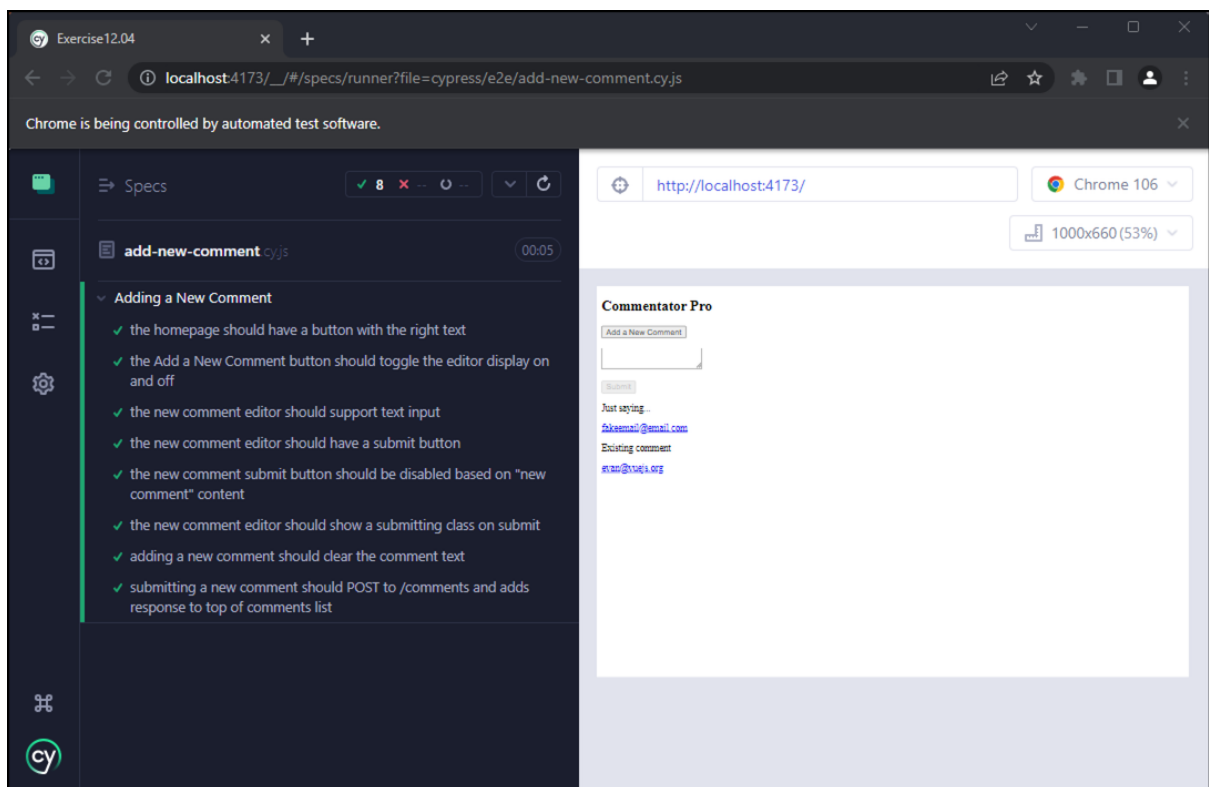 Exercise12.04
localhost:4173/__/#/specs/runner?file=cypress/e2e/add-new-comment.cy.js
Chrome is being controlled by automated test software.
Specs
8 -- --
http://localhost:4173/
Chrome 106
1000x660 (53%)
add-new-comment.cy.js
00:05
Adding a New Comment
the homepage should have a button with the right text
the Add a New Comment button should toggle the editor display on
and off
the new comment editor should support text input
the new comment editor should have a submit button
the new comment submit button should be disabled based on "new
comment" content
the new comment editor should show a submitting class on submit
adding a new comment should clear the comment text
submitting a new comment should POST to /comments and adds
response to top of comments list
Commentator Pro
Add a New Comment
Submit
Just saying...
fakeemail@email.com
Existing comment
evan@vuejs.org
cy